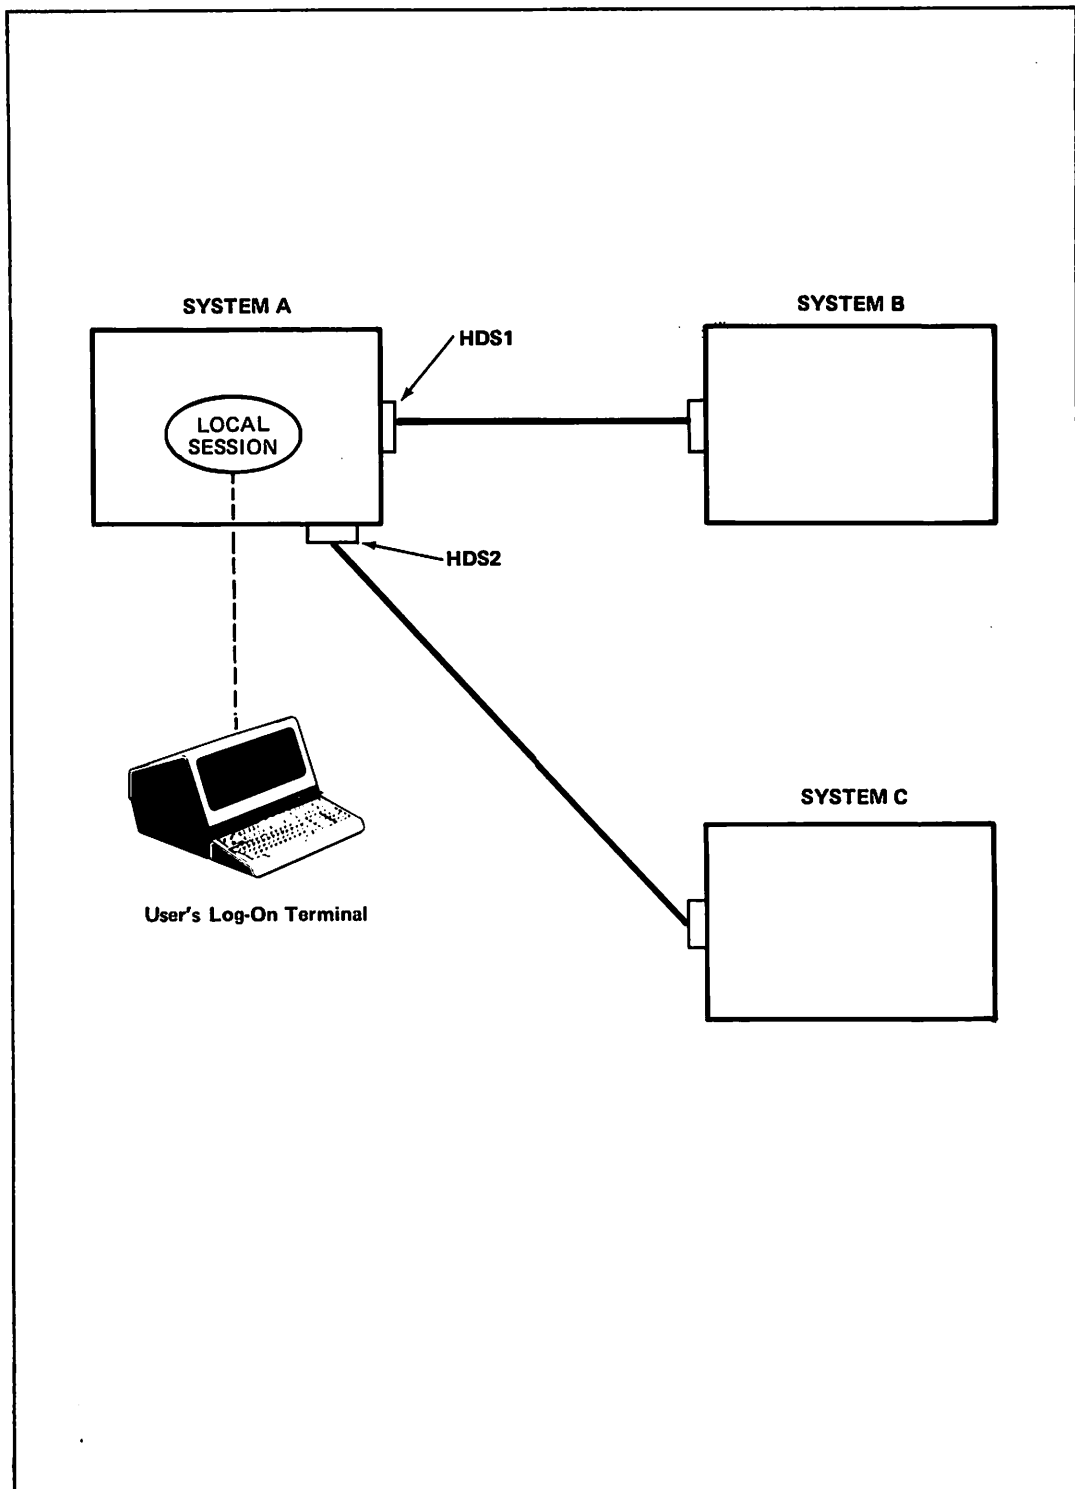 SYSTEM A
SYSTEM B
HDS1
LOCAL
SESSION
HDS2
SYSTEM C
User's Log-On Terminal